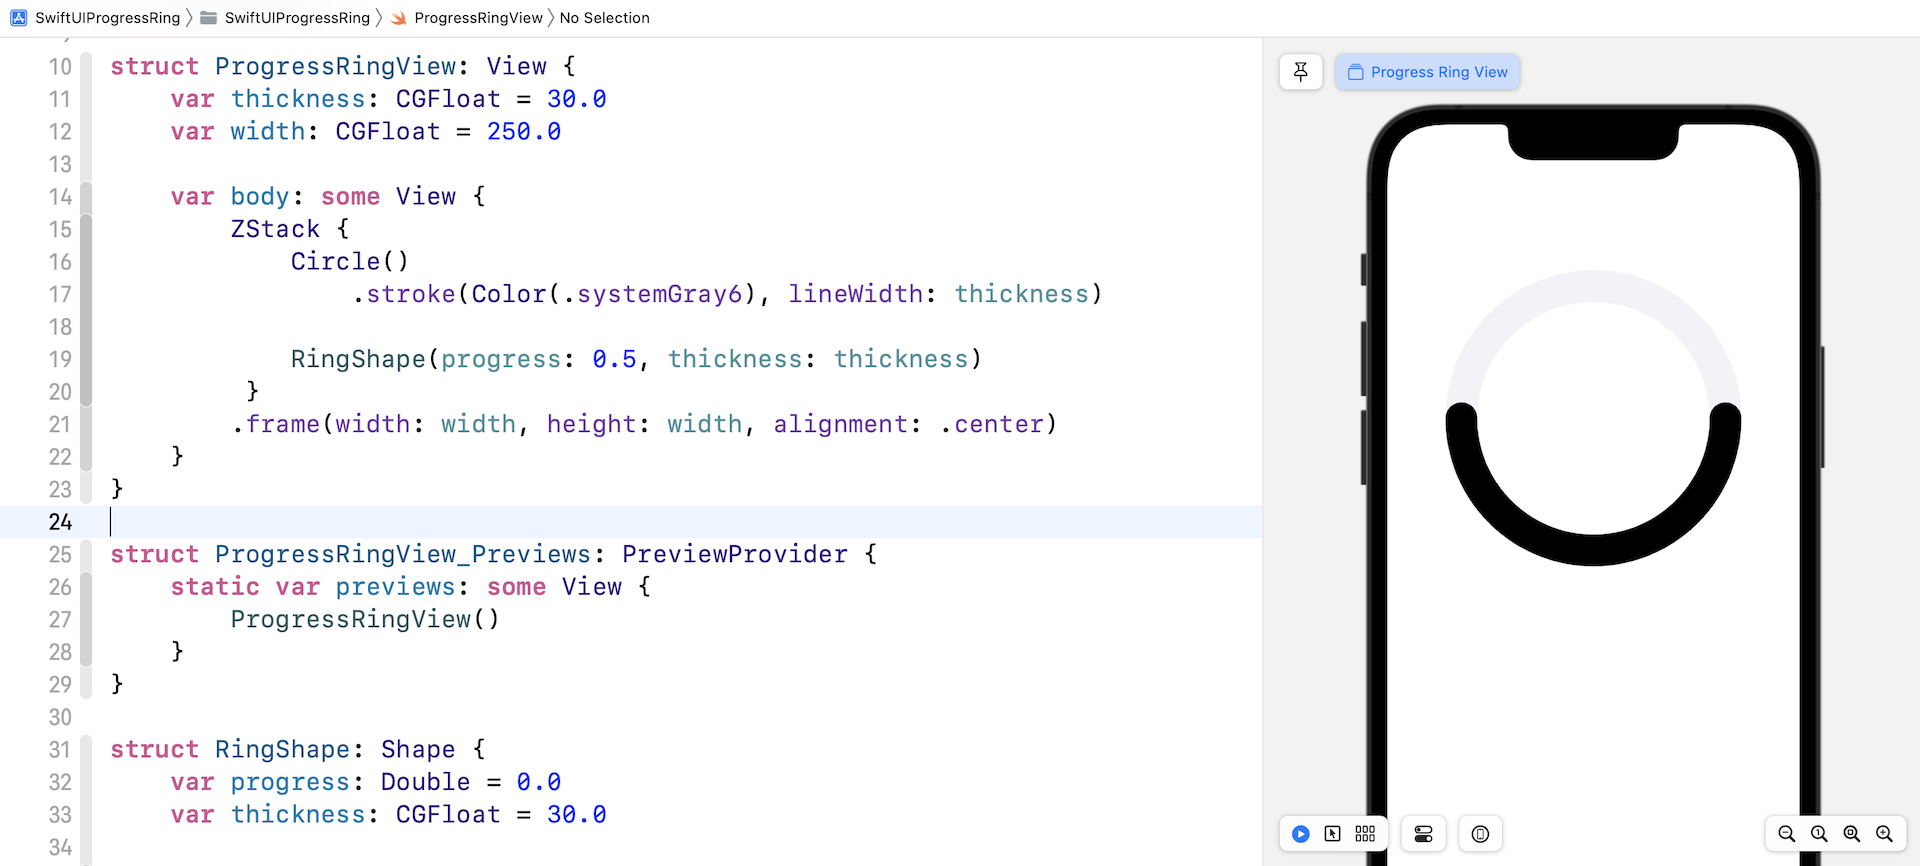 SwiftUIProgressRing 〉 SwiftUIProgressRing 〉 ProgressRingView 〉 No Selection
10 struct ProgressRingView: View {
11     var thickness: CGFloat = 30.0
12     var width: CGFloat = 250.0
13
14     var body: some View {
15         ZStack {
16             Circle()
17                 .stroke(Color(.systemGray6), lineWidth: thickness)
18
19             RingShape(progress: 0.5, thickness: thickness)
20          }
21         .frame(width: width, height: width, alignment: .center)
22     }
23 }
24
25 struct ProgressRingView_Previews: PreviewProvider {
26     static var previews: some View {
27         ProgressRingView()
28     }
29 }
30
31 struct RingShape: Shape {
32     var progress: Double = 0.0
33     var thickness: CGFloat = 30.0
34
Progress Ring View